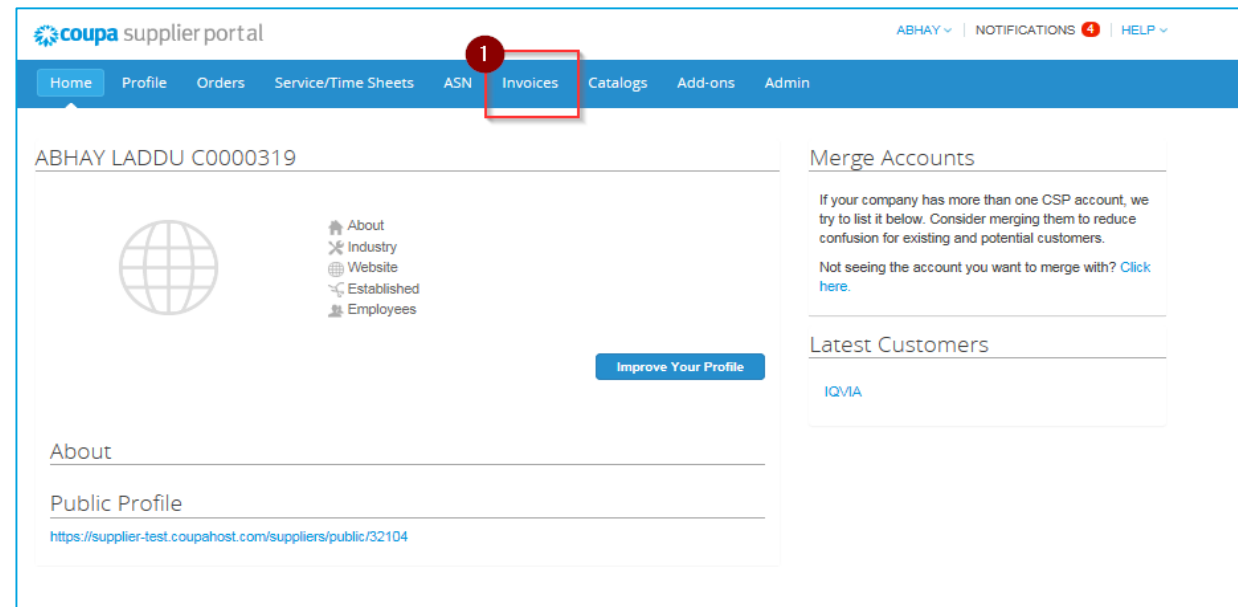 coupa supplier portal
ABHAY NOTIFICATIONS 4 HELP
1
Home Profile Orders Service/Time Sheets ASN Invoices Catalogs Add-ons Admin
ABHAY LADDU C0000319
About
Industry
Website
Established
Employees
Improve Your Profile
About
Public Profile
https://supplier-test.coupahost.com/suppliers/public/32104
Merge Accounts
If your company has more than one CSP account, we
try to list it below. Consider merging them to reduce
confusion for existing and potential customers.
Not seeing the account you want to merge with? Click
here.
Latest Customers
IQVIA